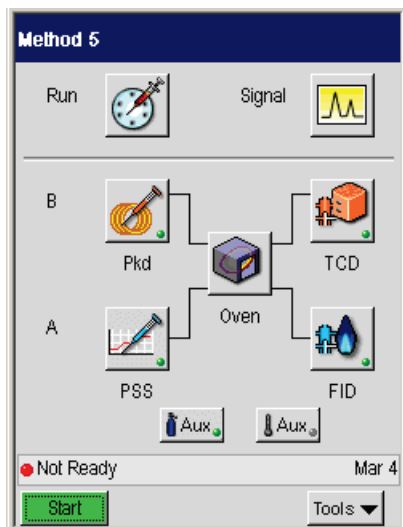 Method 5
Run Signal
B
Pkd TCD
Oven
A
PSS FID
Aux Aux
Not Ready Mar 4
Start Tools